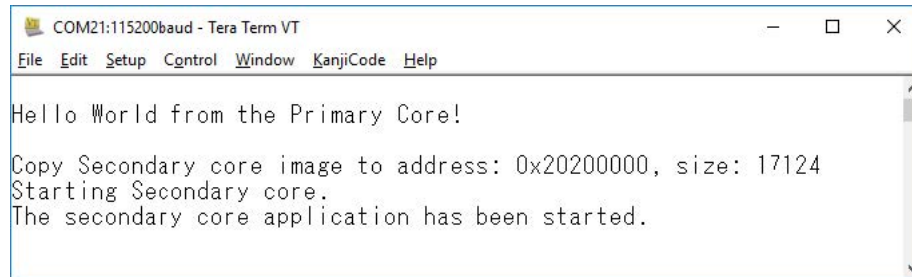 COM21:115200baud - Tera Term VT
File Edit Setup Control Window KanjiCode Help
Hello World from the Primary Core!
Copy Secondary core image to address: 0x20200000, size: 17124
Starting Secondary core.
The secondary core application has been started.